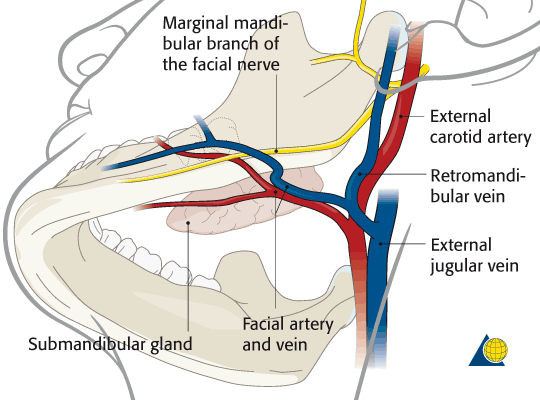 Marginal mandi-
bular branch of
the facial nerve
External
carotid artery
Retromandi-
bular vein
External
jugular vein
Facial artery
and vein
Submandibular gland